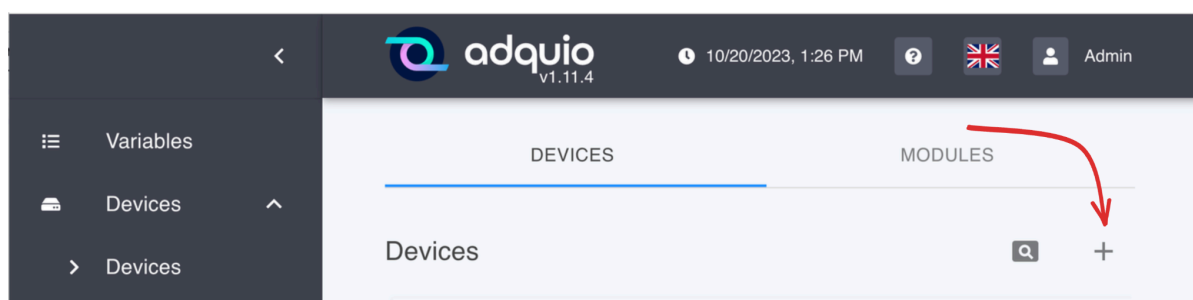 adquio
v1.11.4
10/20/2023, 1:26 PM
Admin
Variables
Devices
Devices
DEVICES
MODULES
Devices